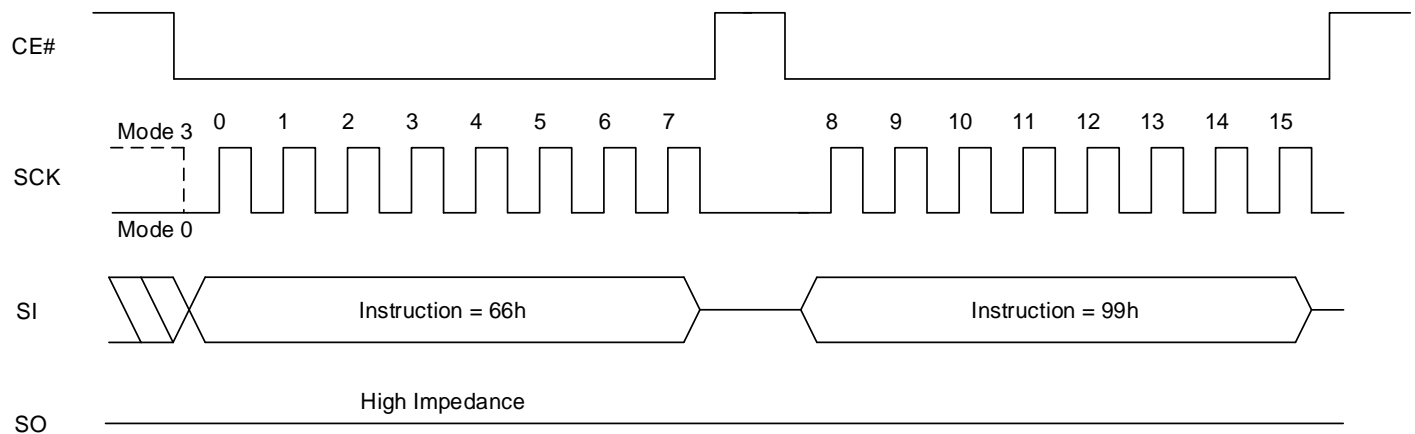 CE#
Mode 3 0 1 2 3 4 5 6 7 8 9 10 11 12 13 14 15
SCK
Mode 0
SI Instruction = 66h Instruction = 99h
High Impedance
SO